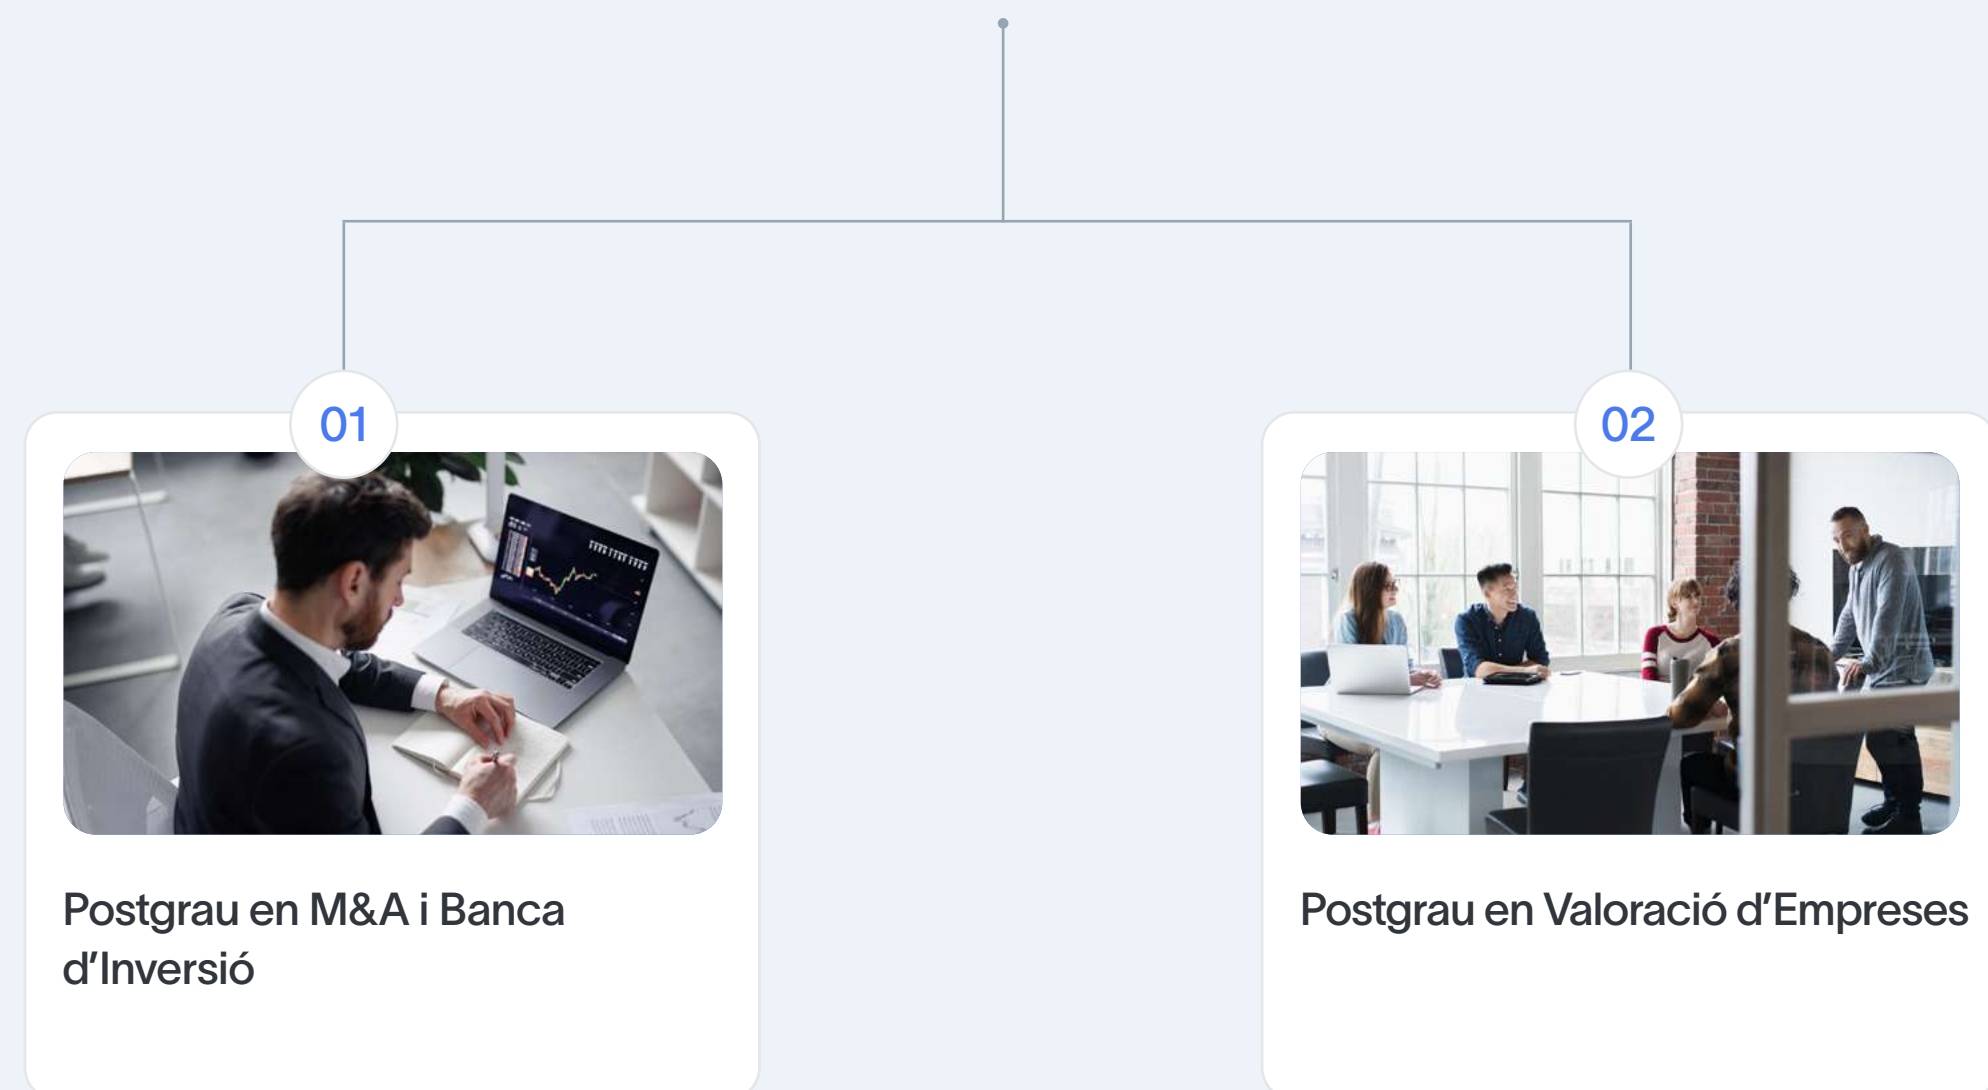 01
02
Postgrau en M&A i Banca
d’Inversió
Postgrau en Valoració d’Empreses